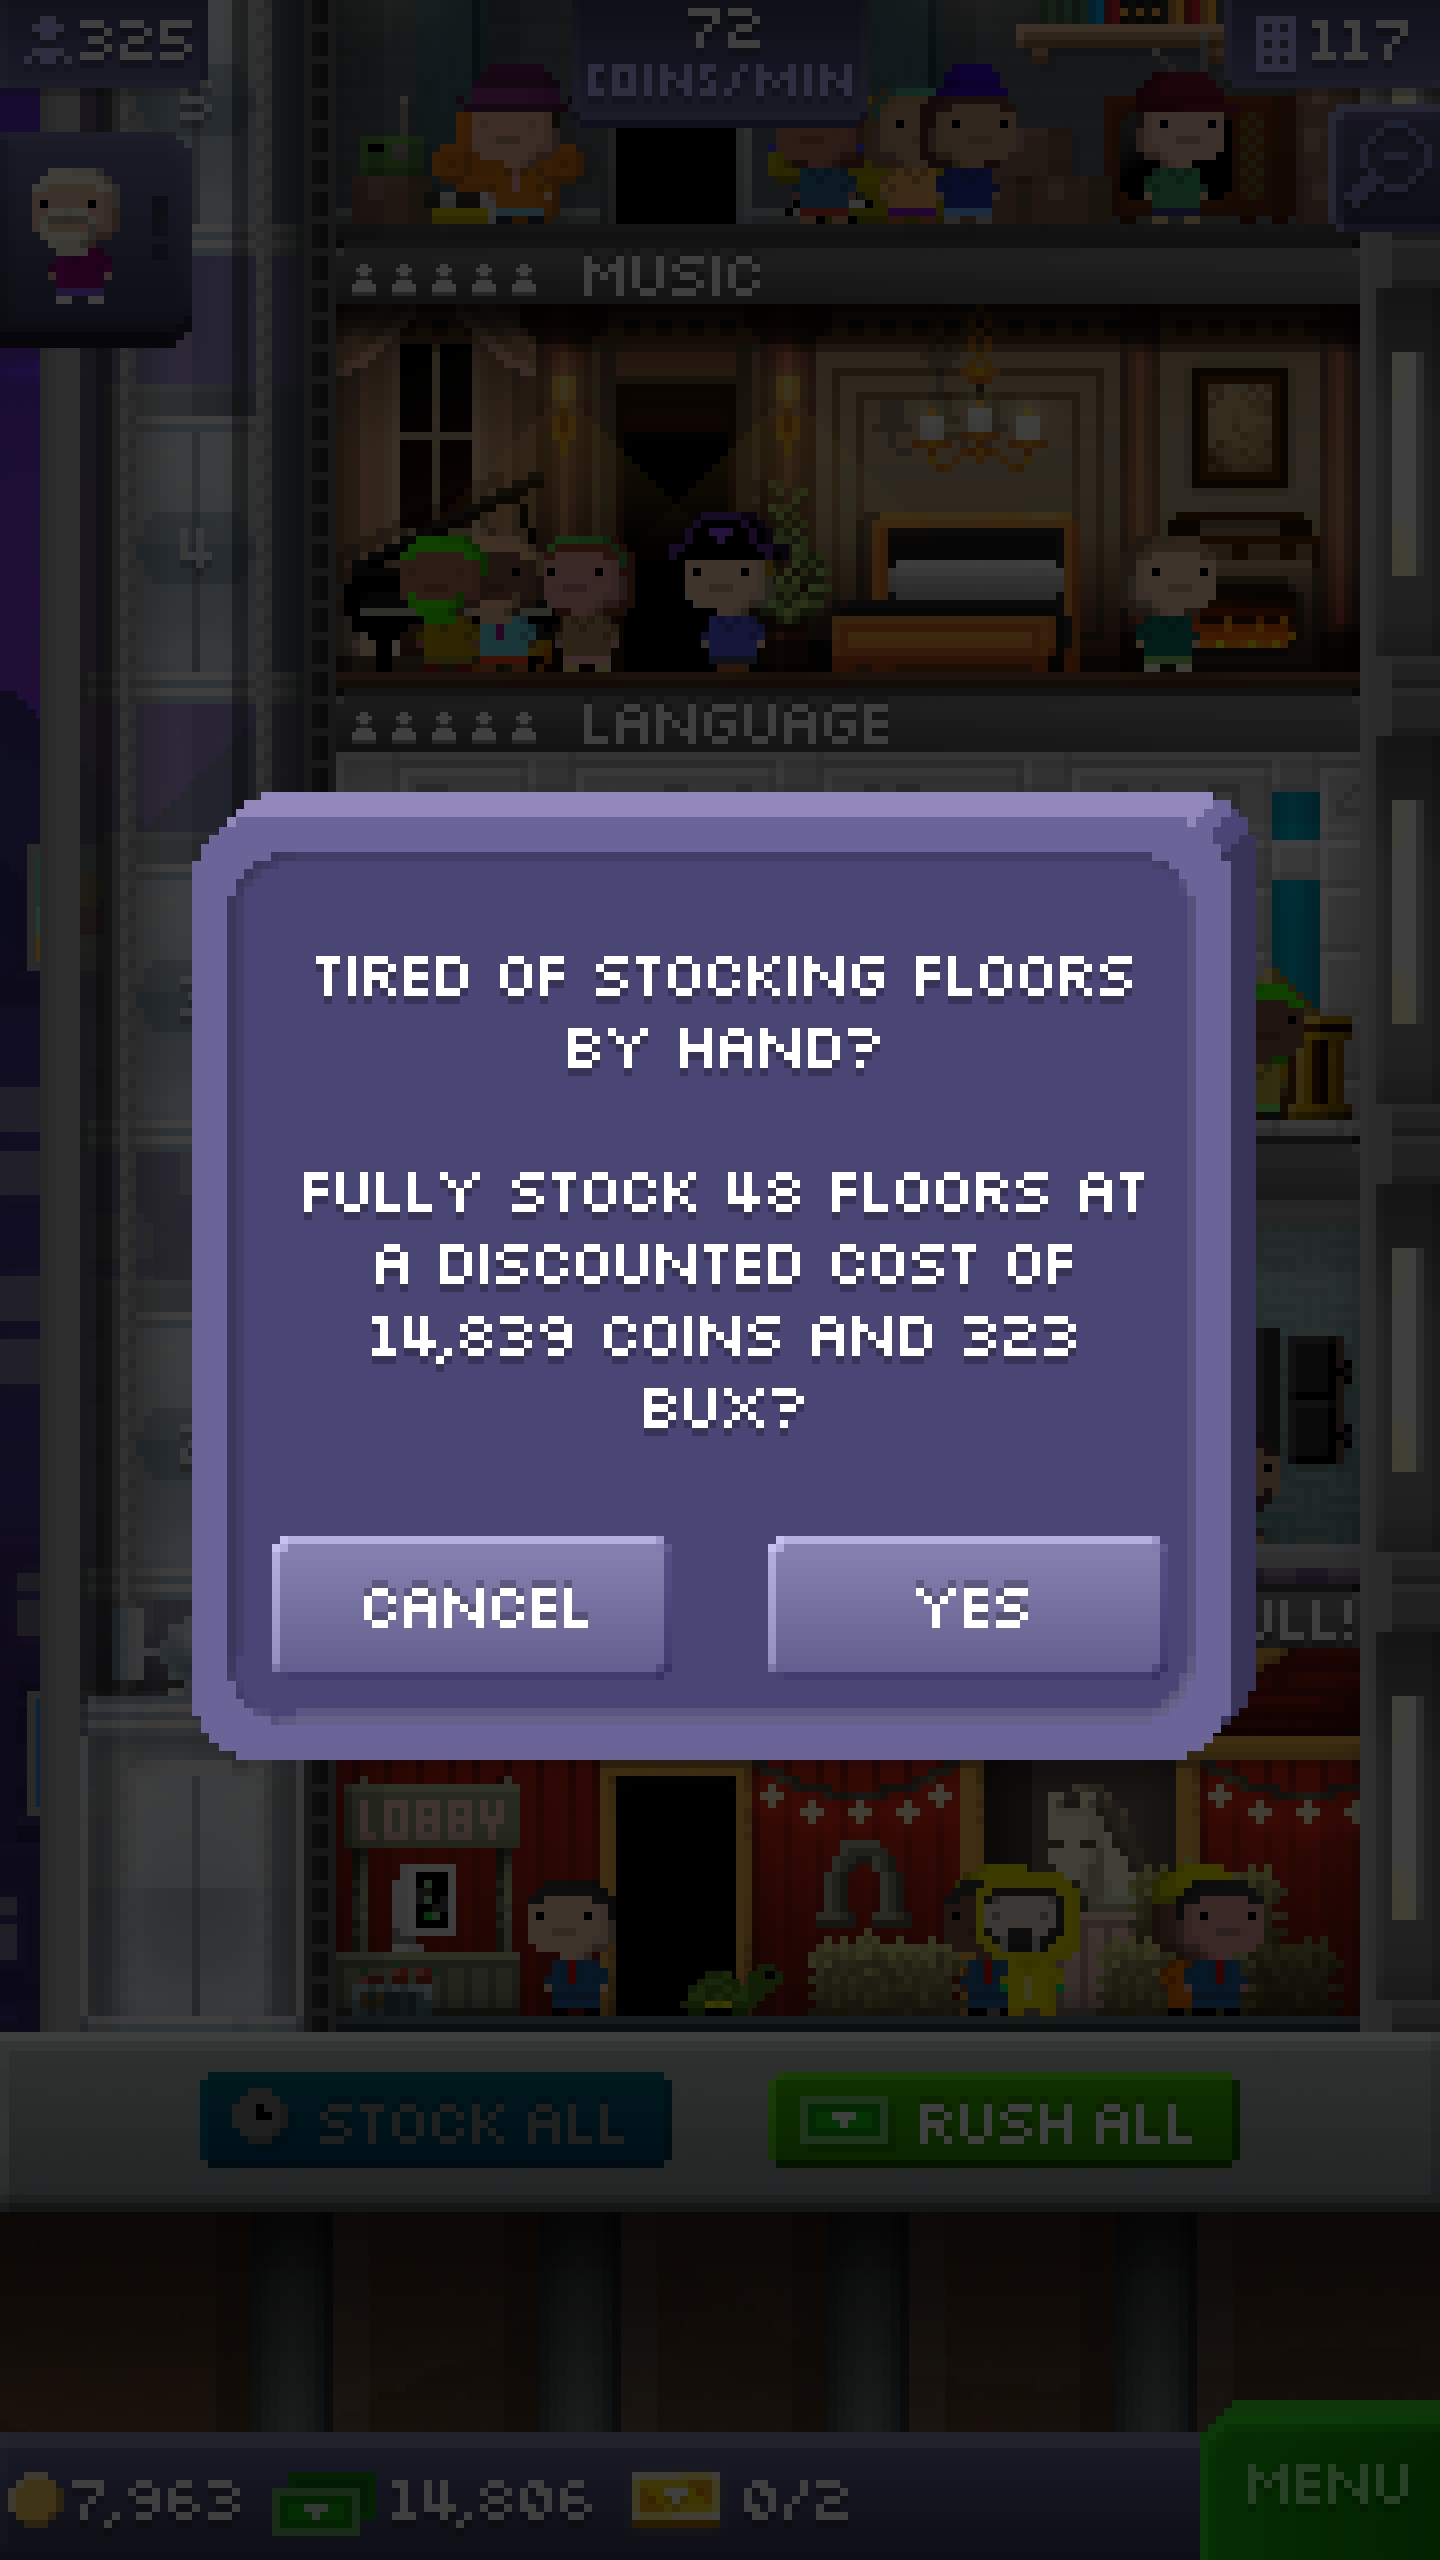 325
72
COINS/MIN
117
5
MUSIC
4
LANGUAGE
TIRED OF STOCKING FLOORS
BY HAND?
FULLY STOCK 48 FLOORS AT
A DISCOUNTED COST OF
14,839 COINS AND 323
BUX?
CANCEL
YES
LOBBY
STOCK ALL
RUSH ALL
7,963
14,806
0/2
MENU